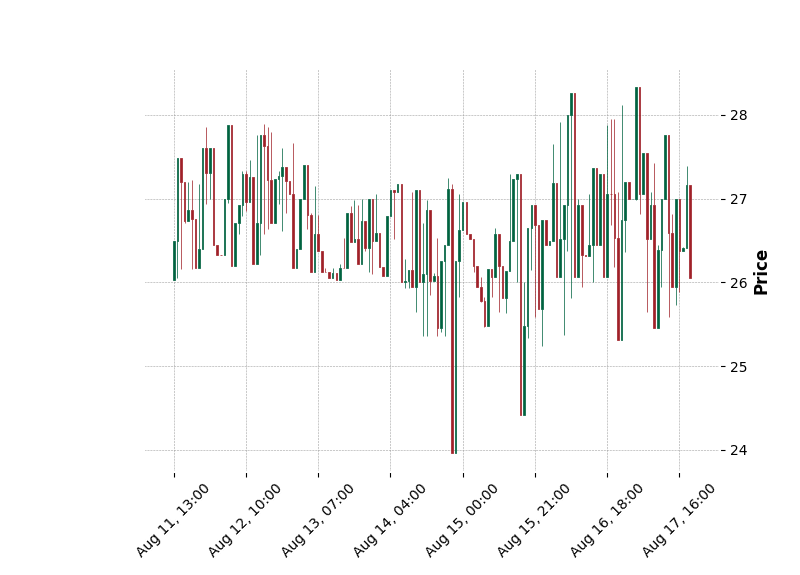 28
27
26
25
24
Price
Aug 11, 13:00
Aug 12, 10:00
Aug 13, 07:00
Aug 14, 04:00
Aug 15, 00:00
Aug 15, 21:00
Aug 16, 18:00
Aug 17, 16:00